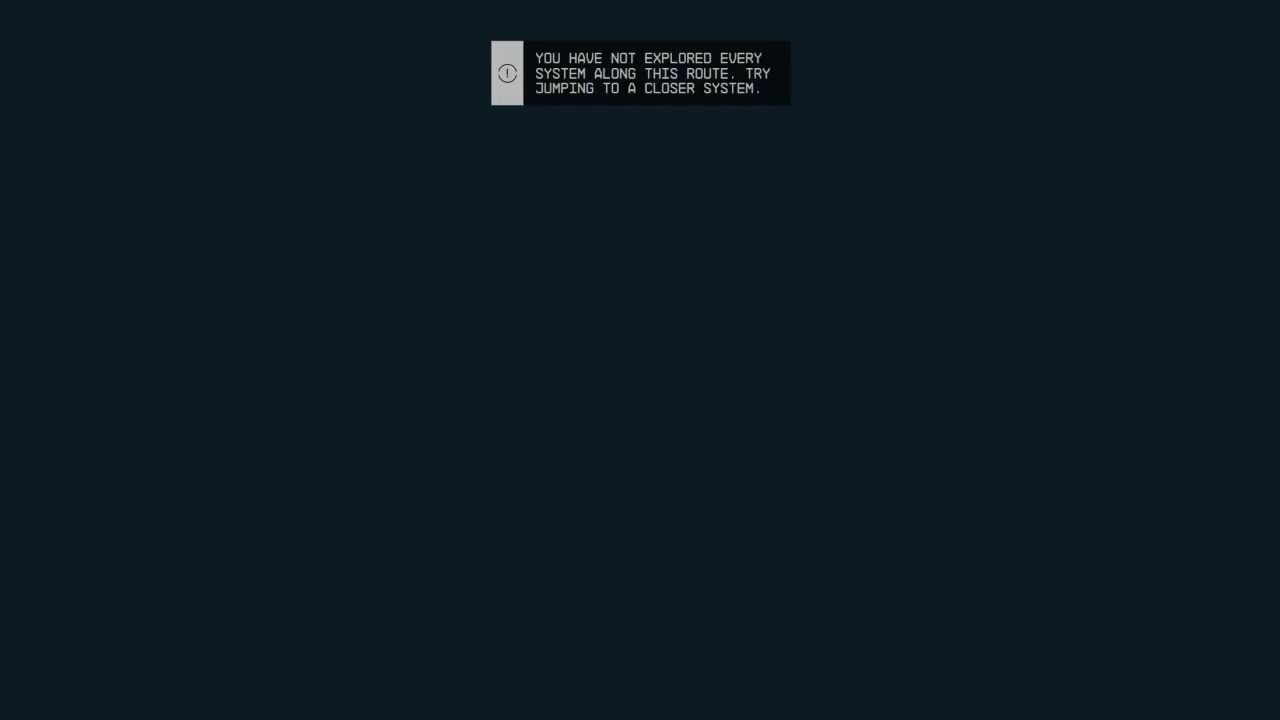 YOU HAVE NOT EXPLORED EVERY
SYSTEM ALONG THIS ROUTE. TRY
JUMPING TO A CLOSER SYSTEM.